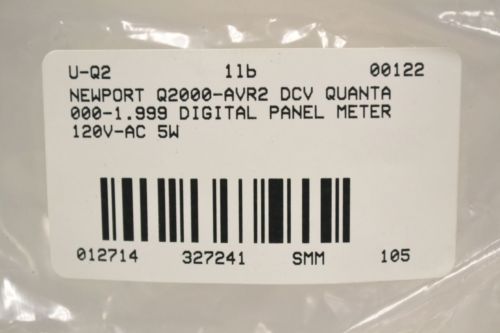 U-Q2 1lb 00122
NEWPORT Q2000-AVR2 DCV QUANTA
000-1.999 DIGITAL PANEL METER
120V-AC 5W
012714 327241 SMM 105